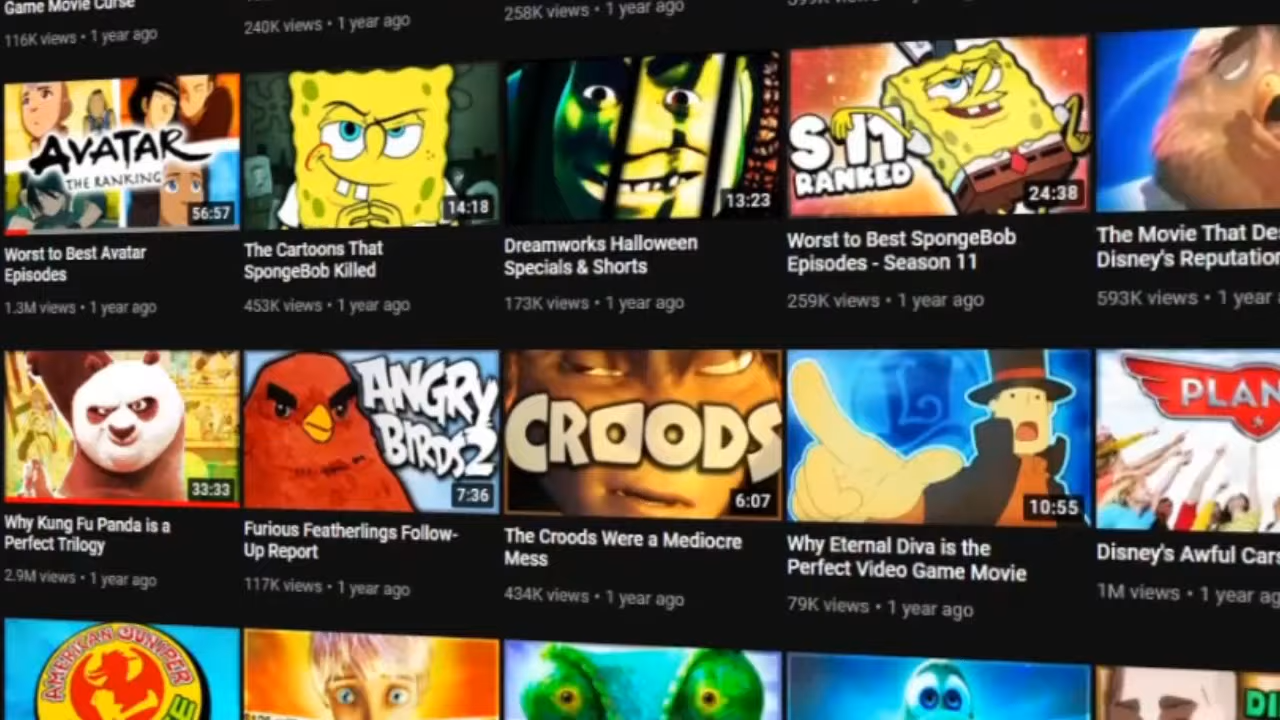 Game Movie Curse
116K views • 1 year ago
240K views • 1 year ago
258K views • 1 year ago
AVATAR
THE RANKING
56:57
14:18
13:23
S11
RANKED
24:38
Worst to Best Avatar
Episodes
1.3M views • 1 year ago
The Cartoons That
SpongeBob Killed
453K views • 1 year ago
Dreamworks Halloween
Specials & Shorts
173K views • 1 year ago
Worst to Best SpongeBob
Episodes - Season 11
259K views • 1 year ago
The Movie That De
Disney's Reputation
593K views • 1 year
33:33
ANGRY
BIRDS 2
7:36
CROODS
6:07
10:55
PLAN
Why Kung Fu Panda is a
Perfect Trilogy
2.9M views • 1 year ago
Furious Featherlings Follow-
Up Report
117K views • 1 year ago
The Croods Were a Mediocre
Mess
434K views • 1 year ago
Why Eternal Diva is the
Perfect Video Game Movie
79K views • 1 year ago
Disney's Awful Cars
1M views • 1 year ag
AMERICAN JUNIPER